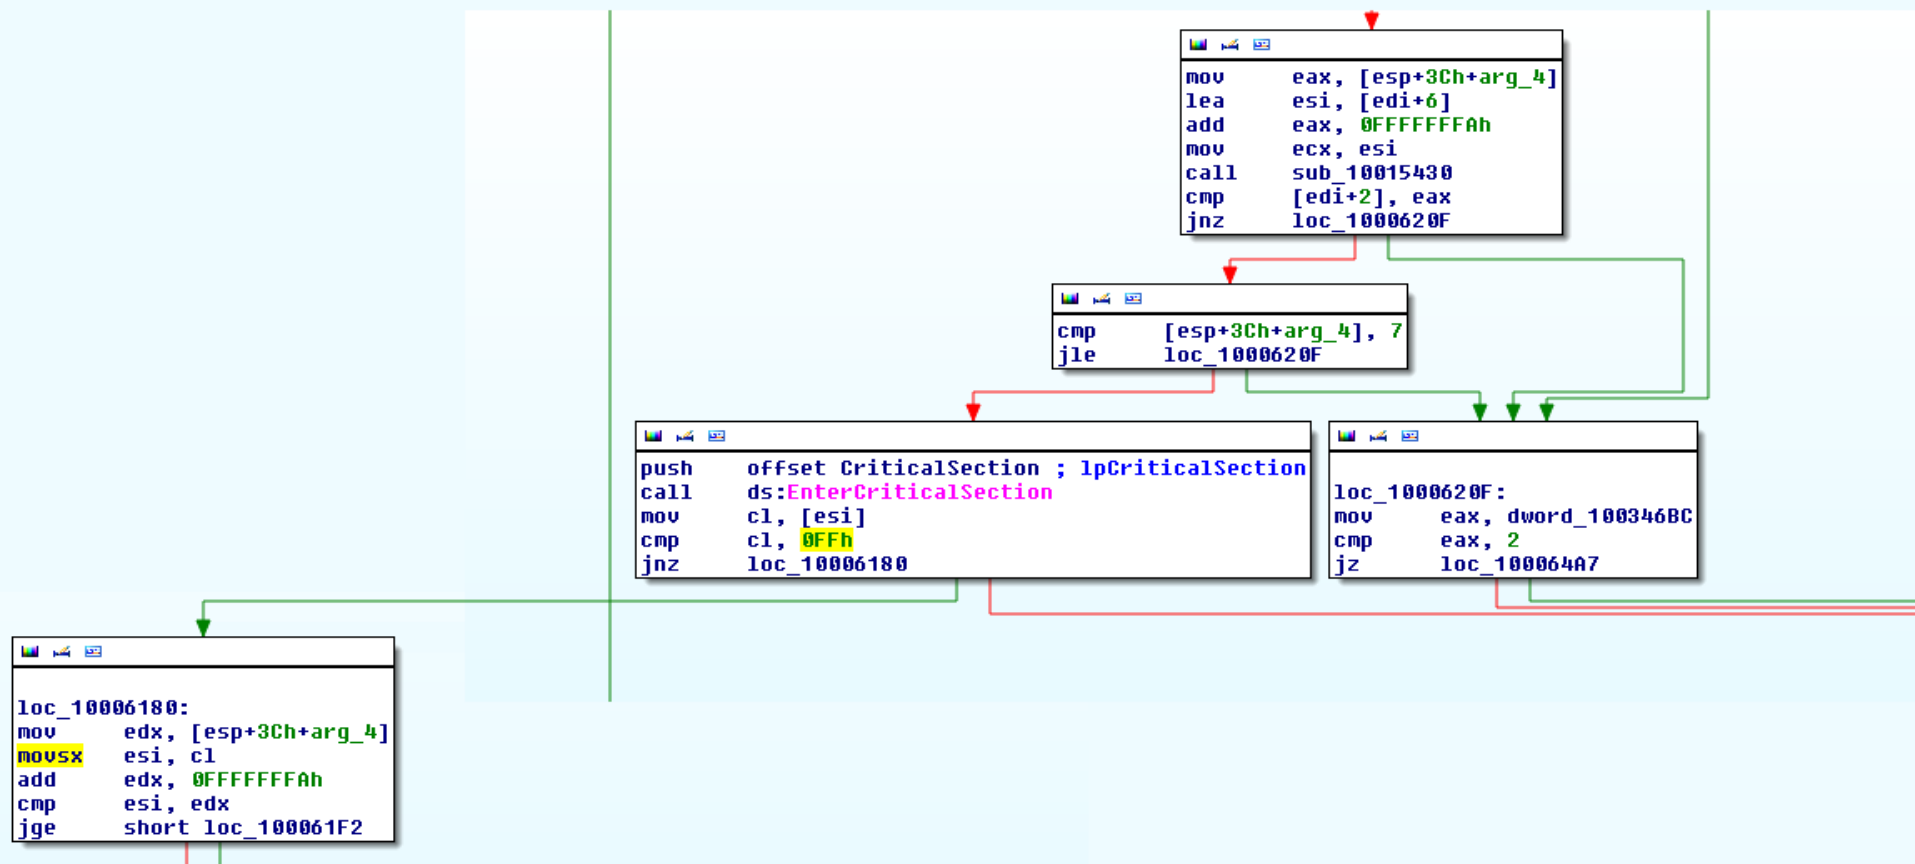 mov eax, [esp+3Ch+arg_4]
lea esi, [edi+6]
add eax, 0FFFFFFFAh
mov ecx, esi
call sub_10015430
cmp [edi+2], eax
jnz loc_1000620F
cmp [esp+3Ch+arg_4], 7
jle loc_1000620F
push offset CriticalSection ; lpCriticalSection
call ds:EnterCriticalSection
mov cl, [esi]
cmp cl, 0FFh
jnz loc_10006180
loc_1000620F:
mov eax, dword_100346BC
cmp eax, 2
jz loc_100064A7
loc_10006180:
mov edx, [esp+3Ch+arg_4]
movsx esi, cl
add edx, 0FFFFFFFAh
cmp esi, edx
jge short loc_100061F2